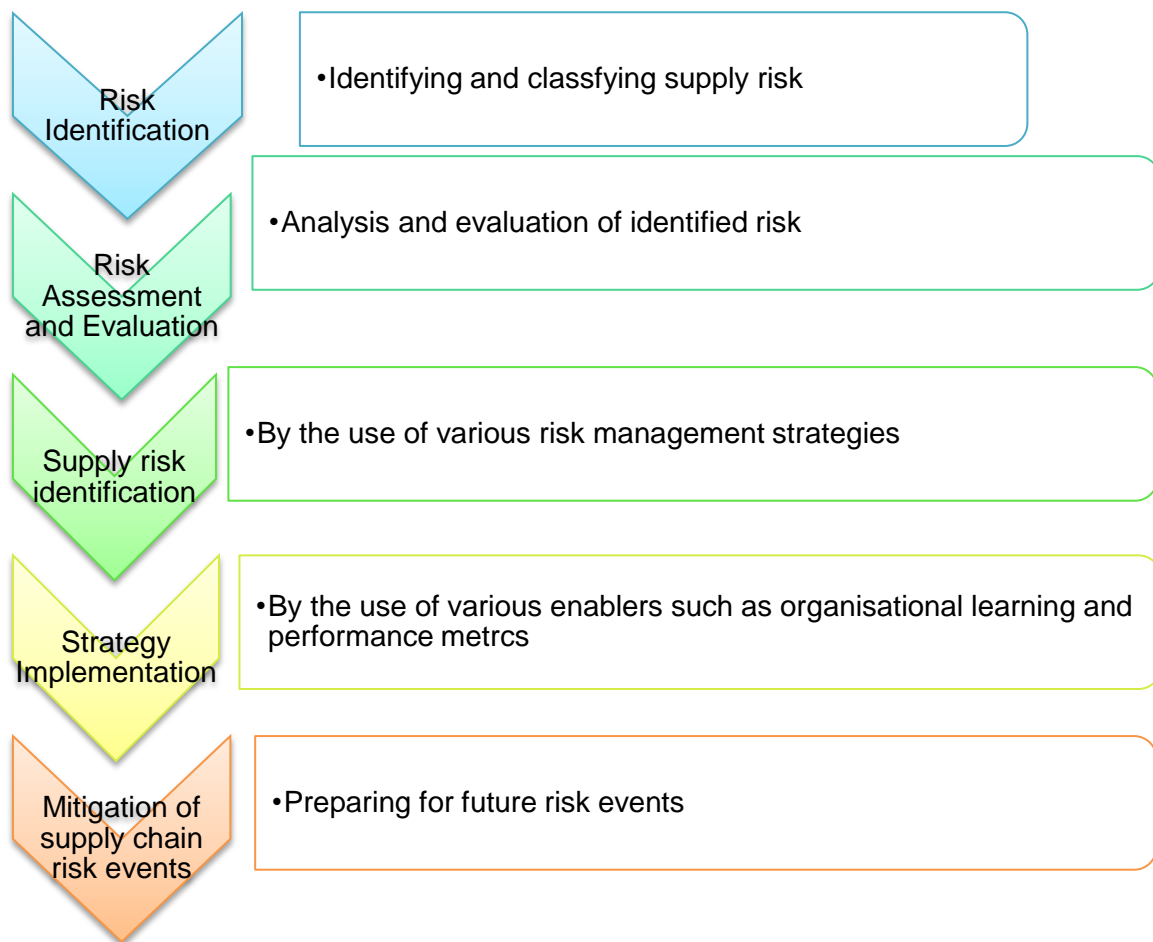 Risk
Identification
•Identifying and classfying supply risk
Risk
Assessment
and Evaluation
•Analysis and evaluation of identified risk
Supply risk
identification
•By the use of various risk management strategies
Strategy
Implementation
•By the use of various enablers such as organisational learning and
performance metrcs
Mitigation of
supply chain
risk events
•Preparing for future risk events